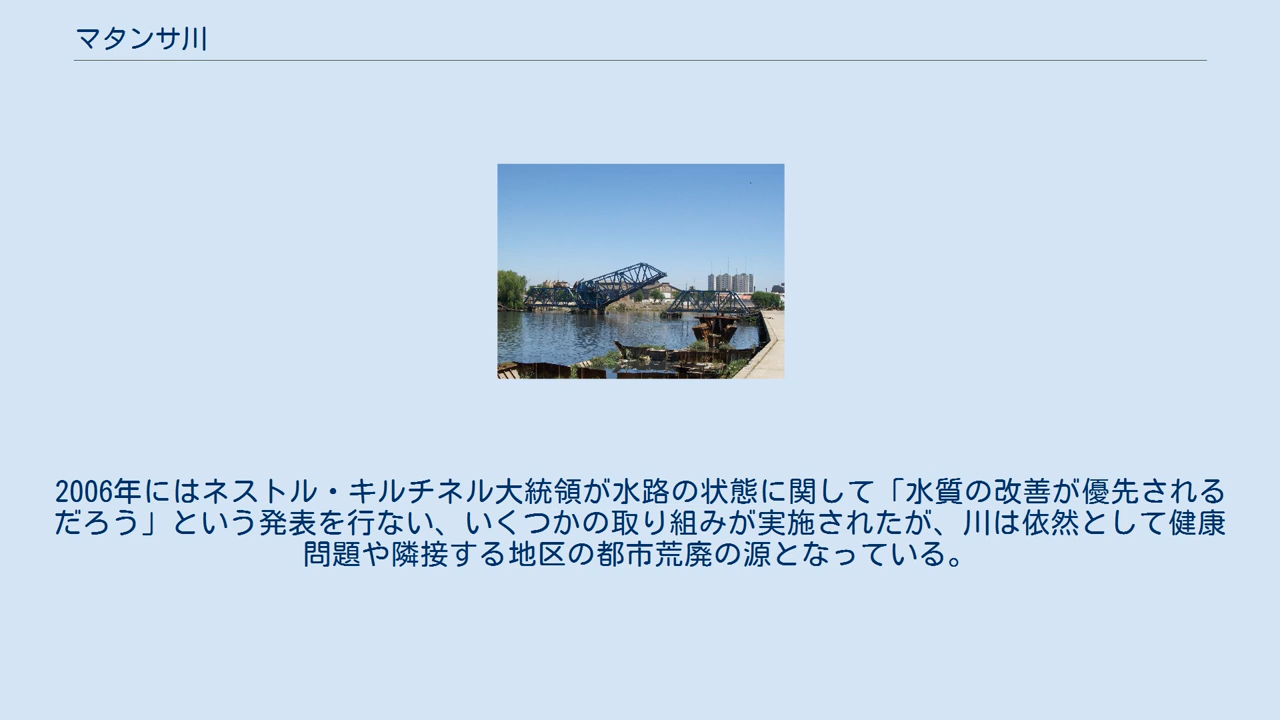 マタンサ川
2006年にはネストル・キルチネル大統領が水路の状態に関して「水質の改善が優先される
だろう」という発表を行ない、いくつかの取り組みが実施されたが、川は依然として健康
問題や隣接する地区の都市荒廃の源となっている。